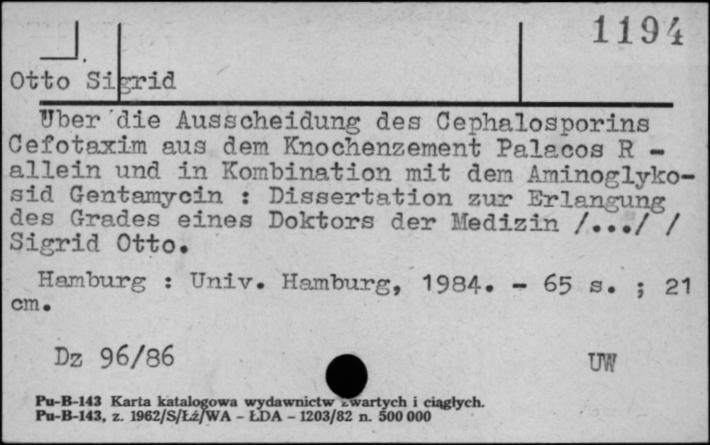 1194
Otto Sigrid
Uber die Ausscheidung des Cephalosporins
Cefotaxim aus dem Knochenzement Palacos R -
allein und in Kombination mit dem Aminoglyko-
sid Gentamycin : Dissertation zur Erlangung
des Grades eines Doktors der Medizin /.../ /
Sigrid Otto.
Hamburg : Univ. Hamburg, 1984. - 65 s. ; 21
cm.
Dz 96/86 UW
Pu-B-143 Karta katalogowa wydawnictw zwartych i ciągłych.
Pu-B-143, z. 1962/S/Łź/WA - ŁDA - 1203/82 n. 500 000